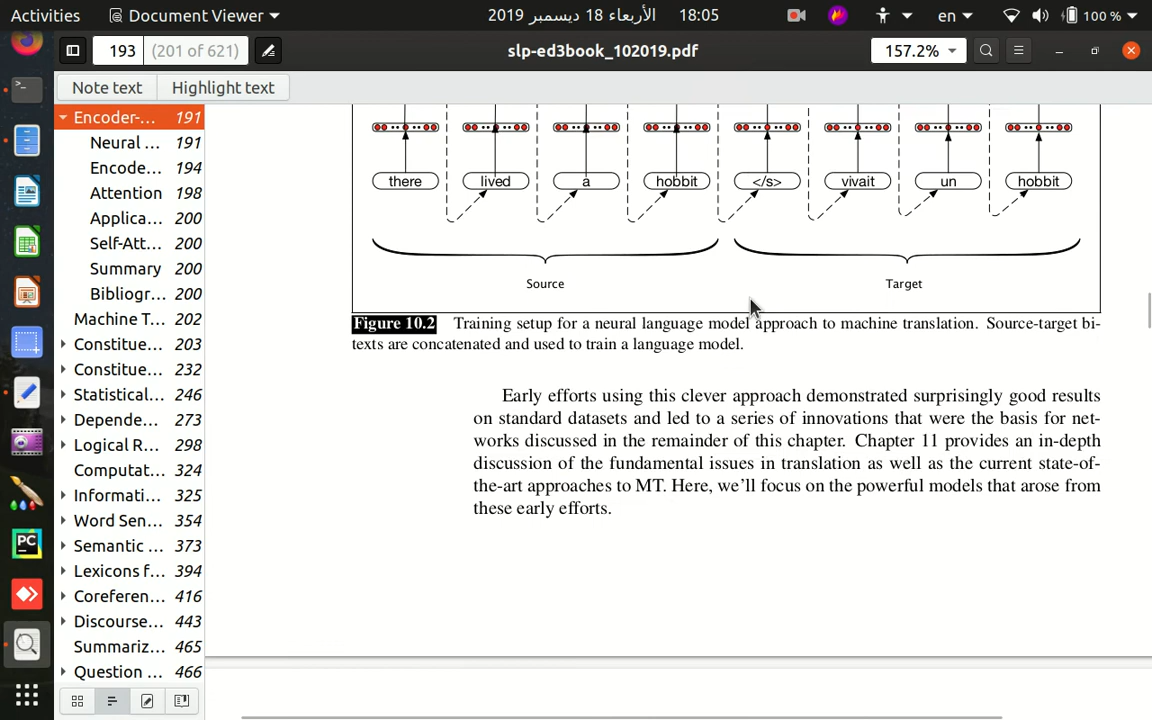 Activities Document Viewer الأربعاء 18 ديسمبر 2019 18:05 en 100 %
193 (201 of 621) slp-ed3book_102019.pdf 157.2%
Note text Highlight text
Encoder-... 191
Neural ... 191
Encode... 194
Attention 198
Applica... 200
Self-Att... 200
Summary 200
Bibliogr... 200
Machine T... 202
Constitue... 203
Constitue... 232
Statistical... 246
Depende... 273
Logical R... 298
Computat... 324
Informati... 325
Word Sen... 354
Semantic ... 373
Lexicons f... 394
Coreferen... 416
Discourse... 443
Summariz... 465
Question ... 466
there lived a hobbit </s> vivait un hobbit
Source Target
Figure 10.2 Training setup for a neural language model approach to machine translation. Source-target bi-
texts are concatenated and used to train a language model.
Early efforts using this clever approach demonstrated surprisingly good results
on standard datasets and led to a series of innovations that were the basis for net-
works discussed in the remainder of this chapter. Chapter 11 provides an in-depth
discussion of the fundamental issues in translation as well as the current state-of-
the-art approaches to MT. Here, we'll focus on the powerful models that arose from
these early efforts.
PC